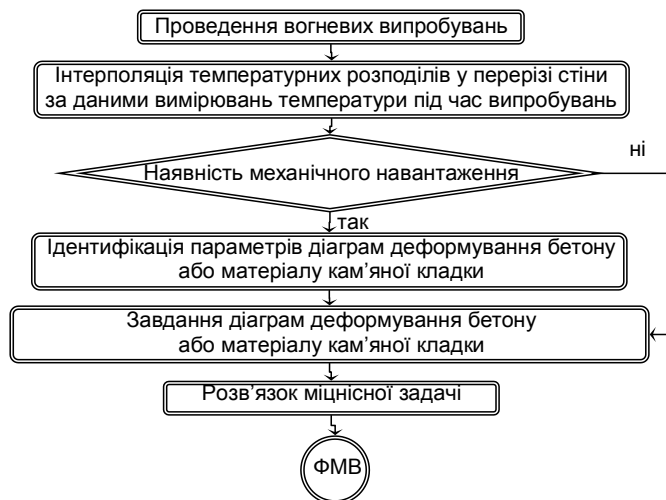 Проведення вогневих випробувань
Інтерполяція температурних розподілів у перерізі стіни
за даними вимірювань температури під час випробувань
ні
Наявність механічного навантаження
так
Ідентифікація параметрів діаграм деформування бетону
або матеріалу кам’яної кладки
Завдання діаграм деформування бетону
або матеріалу кам’яної кладки
Розв’язок міцнісної задачі
ФМВ